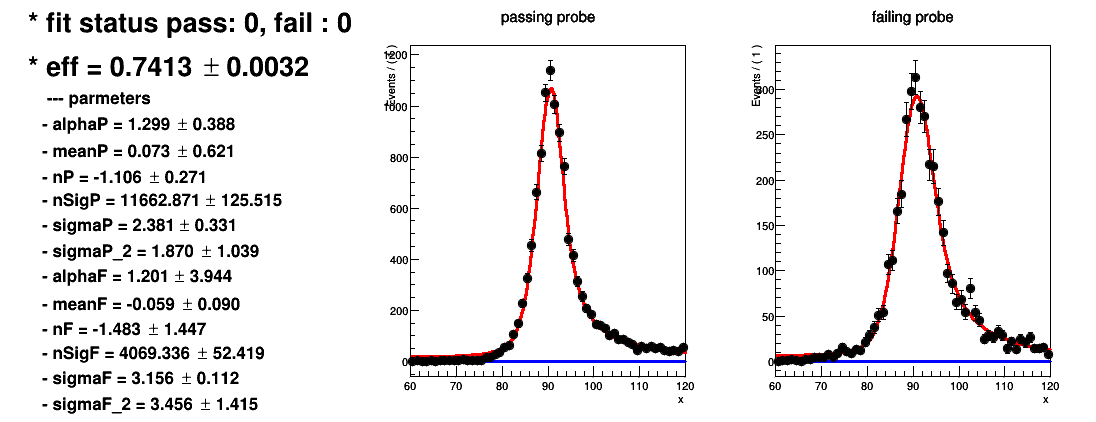 * fit status pass: 0, fail : 0
* eff = 0.7413 ± 0.0032
--- parmeters
- alphaP = 1.299 ± 0.388
- meanP = 0.073 ± 0.621
- nP = -1.106 ± 0.271
- nSigP = 11662.871 ± 125.515
- sigmaP = 2.381 ± 0.331
- sigmaP_2 = 1.870 ± 1.039
- alphaF = 1.201 ± 3.944
- meanF = -0.059 ± 0.090
- nF = -1.483 ± 1.447
- nSigF = 4069.336 ± 52.419
- sigmaF = 3.156 ± 0.112
- sigmaF_2 = 3.456 ± 1.415
passing probe
Events / ( 1 )
1200
1000
800
600
400
200
0
60 70 80 90 100 110 120
x
failing probe
Events / ( 1 )
300
250
200
150
100
50
0
60 70 80 90 100 110 120
x